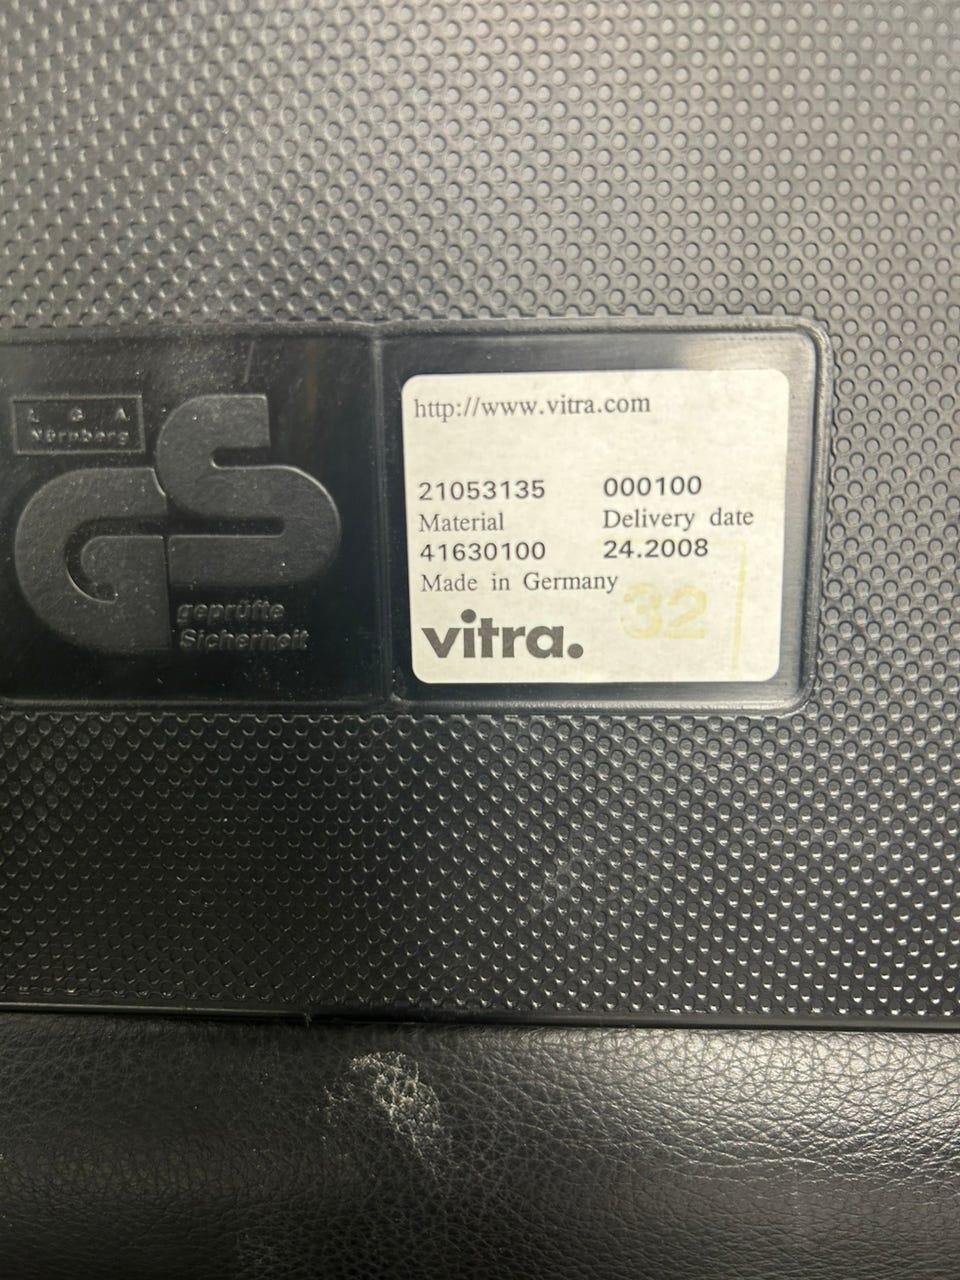 L G A
Nürnberg
GS
geprüfte
Sicherheit
http://www.vitra.com
21053135 000100
Material Delivery date
41630100 24.2008
Made in Germany
32
vitra.